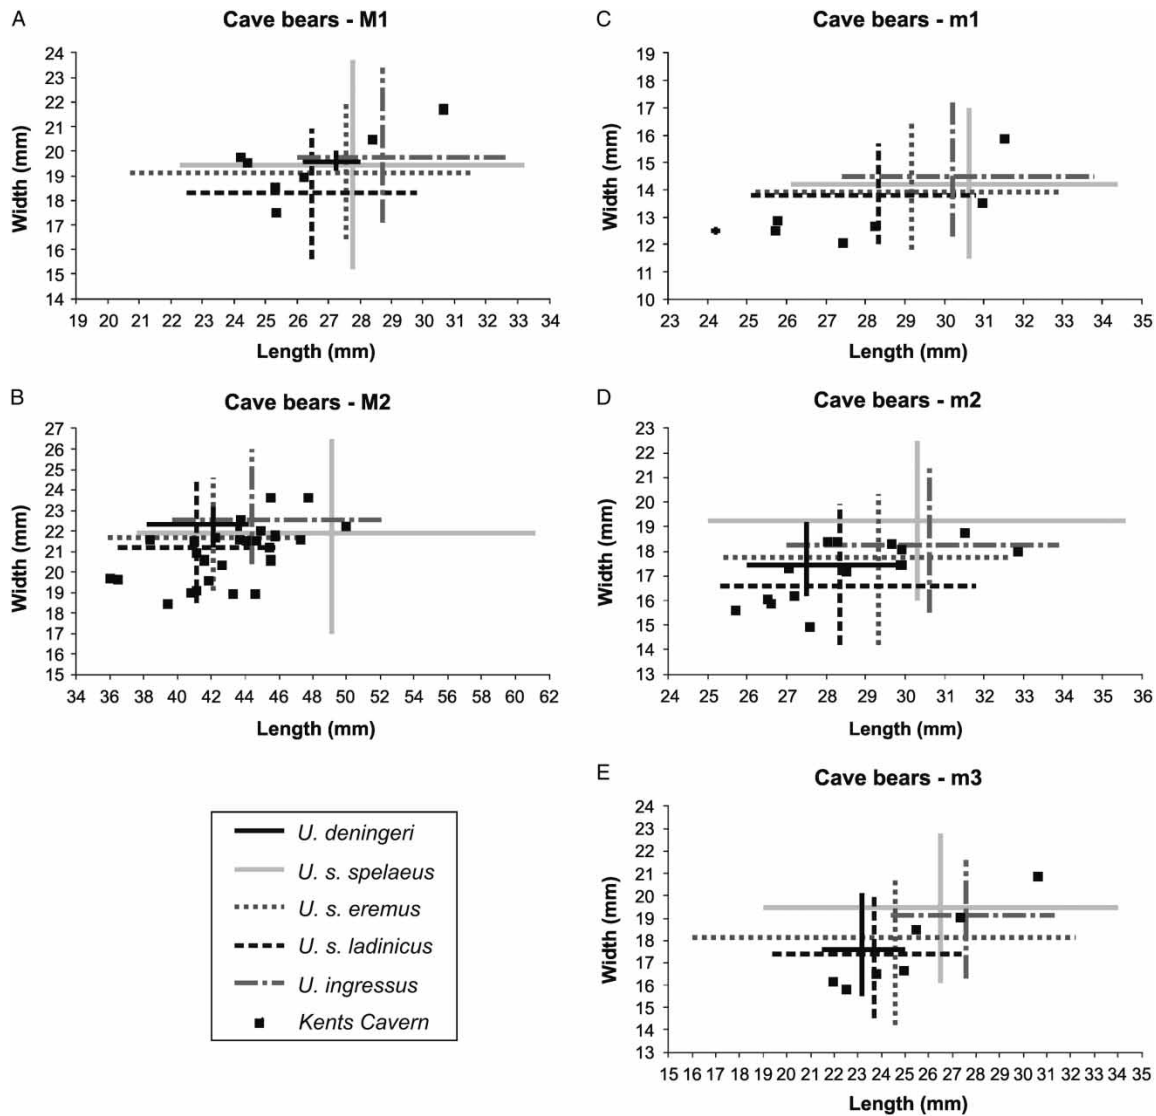 A
Cave bears - M1
24
23
22
21
20
19
18
17
16
15
14
Width (mm)
19 20 21 22 23 24 25 26 27 28 29 30 31 32 33 34
Length (mm)
C
Cave bears - m1
19
18
17
16
15
14
13
12
11
10
Width (mm)
23 24 25 26 27 28 29 30 31 32 33 34 35
Length (mm)
B
Cave bears - M2
27
26
25
24
23
22
21
20
19
18
17
16
15
Width (mm)
34 36 38 40 42 44 46 48 50 52 54 56 58 60 62
Length (mm)
D
Cave bears - m2
23
22
21
20
19
18
17
16
15
14
13
Width (mm)
24 25 26 27 28 29 30 31 32 33 34 35 36
Length (mm)
E
Cave bears - m3
24
23
22
21
20
19
18
17
16
15
14
13
Width (mm)
15 16 17 18 19 20 21 22 23 24 25 26 27 28 29 30 31 32 33 34 35
Length (mm)
U. deningeri
U. s. spelaeus
U. s. eremus
U. s. ladinicus
U. ingressus
Kents Cavern